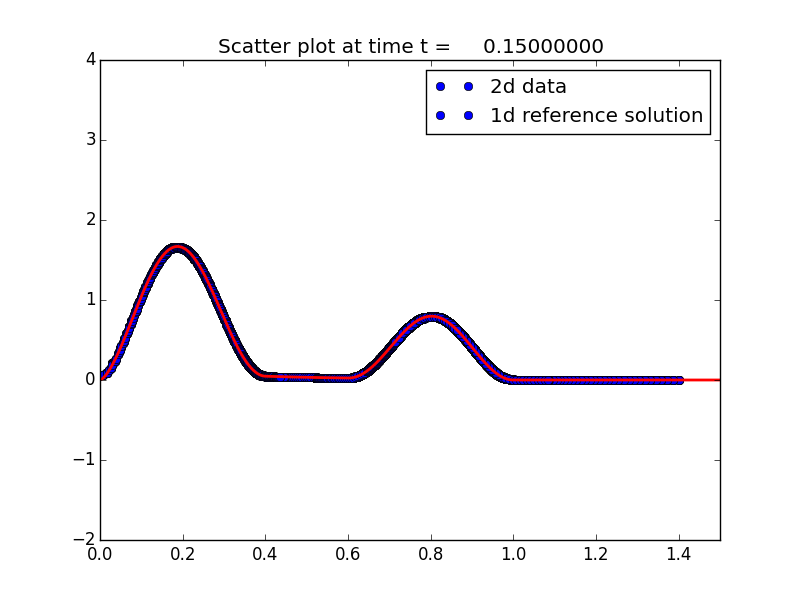 Scatter plot at time t =     0.15000000
2d data
1d reference solution
4
3
2
1
0
−1
−2
0.0 0.2 0.4 0.6 0.8 1.0 1.2 1.4